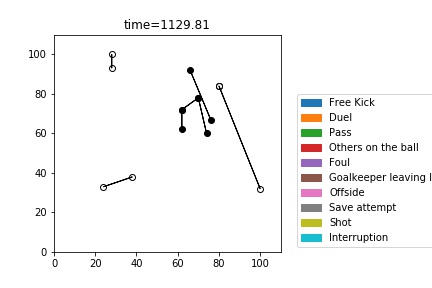 time=1129.81
100
80
60
40
20
0
0 20 40 60 80 100
Free Kick
Duel
Pass
Others on the ball
Foul
Goalkeeper leaving l
Offside
Save attempt
Shot
Interruption